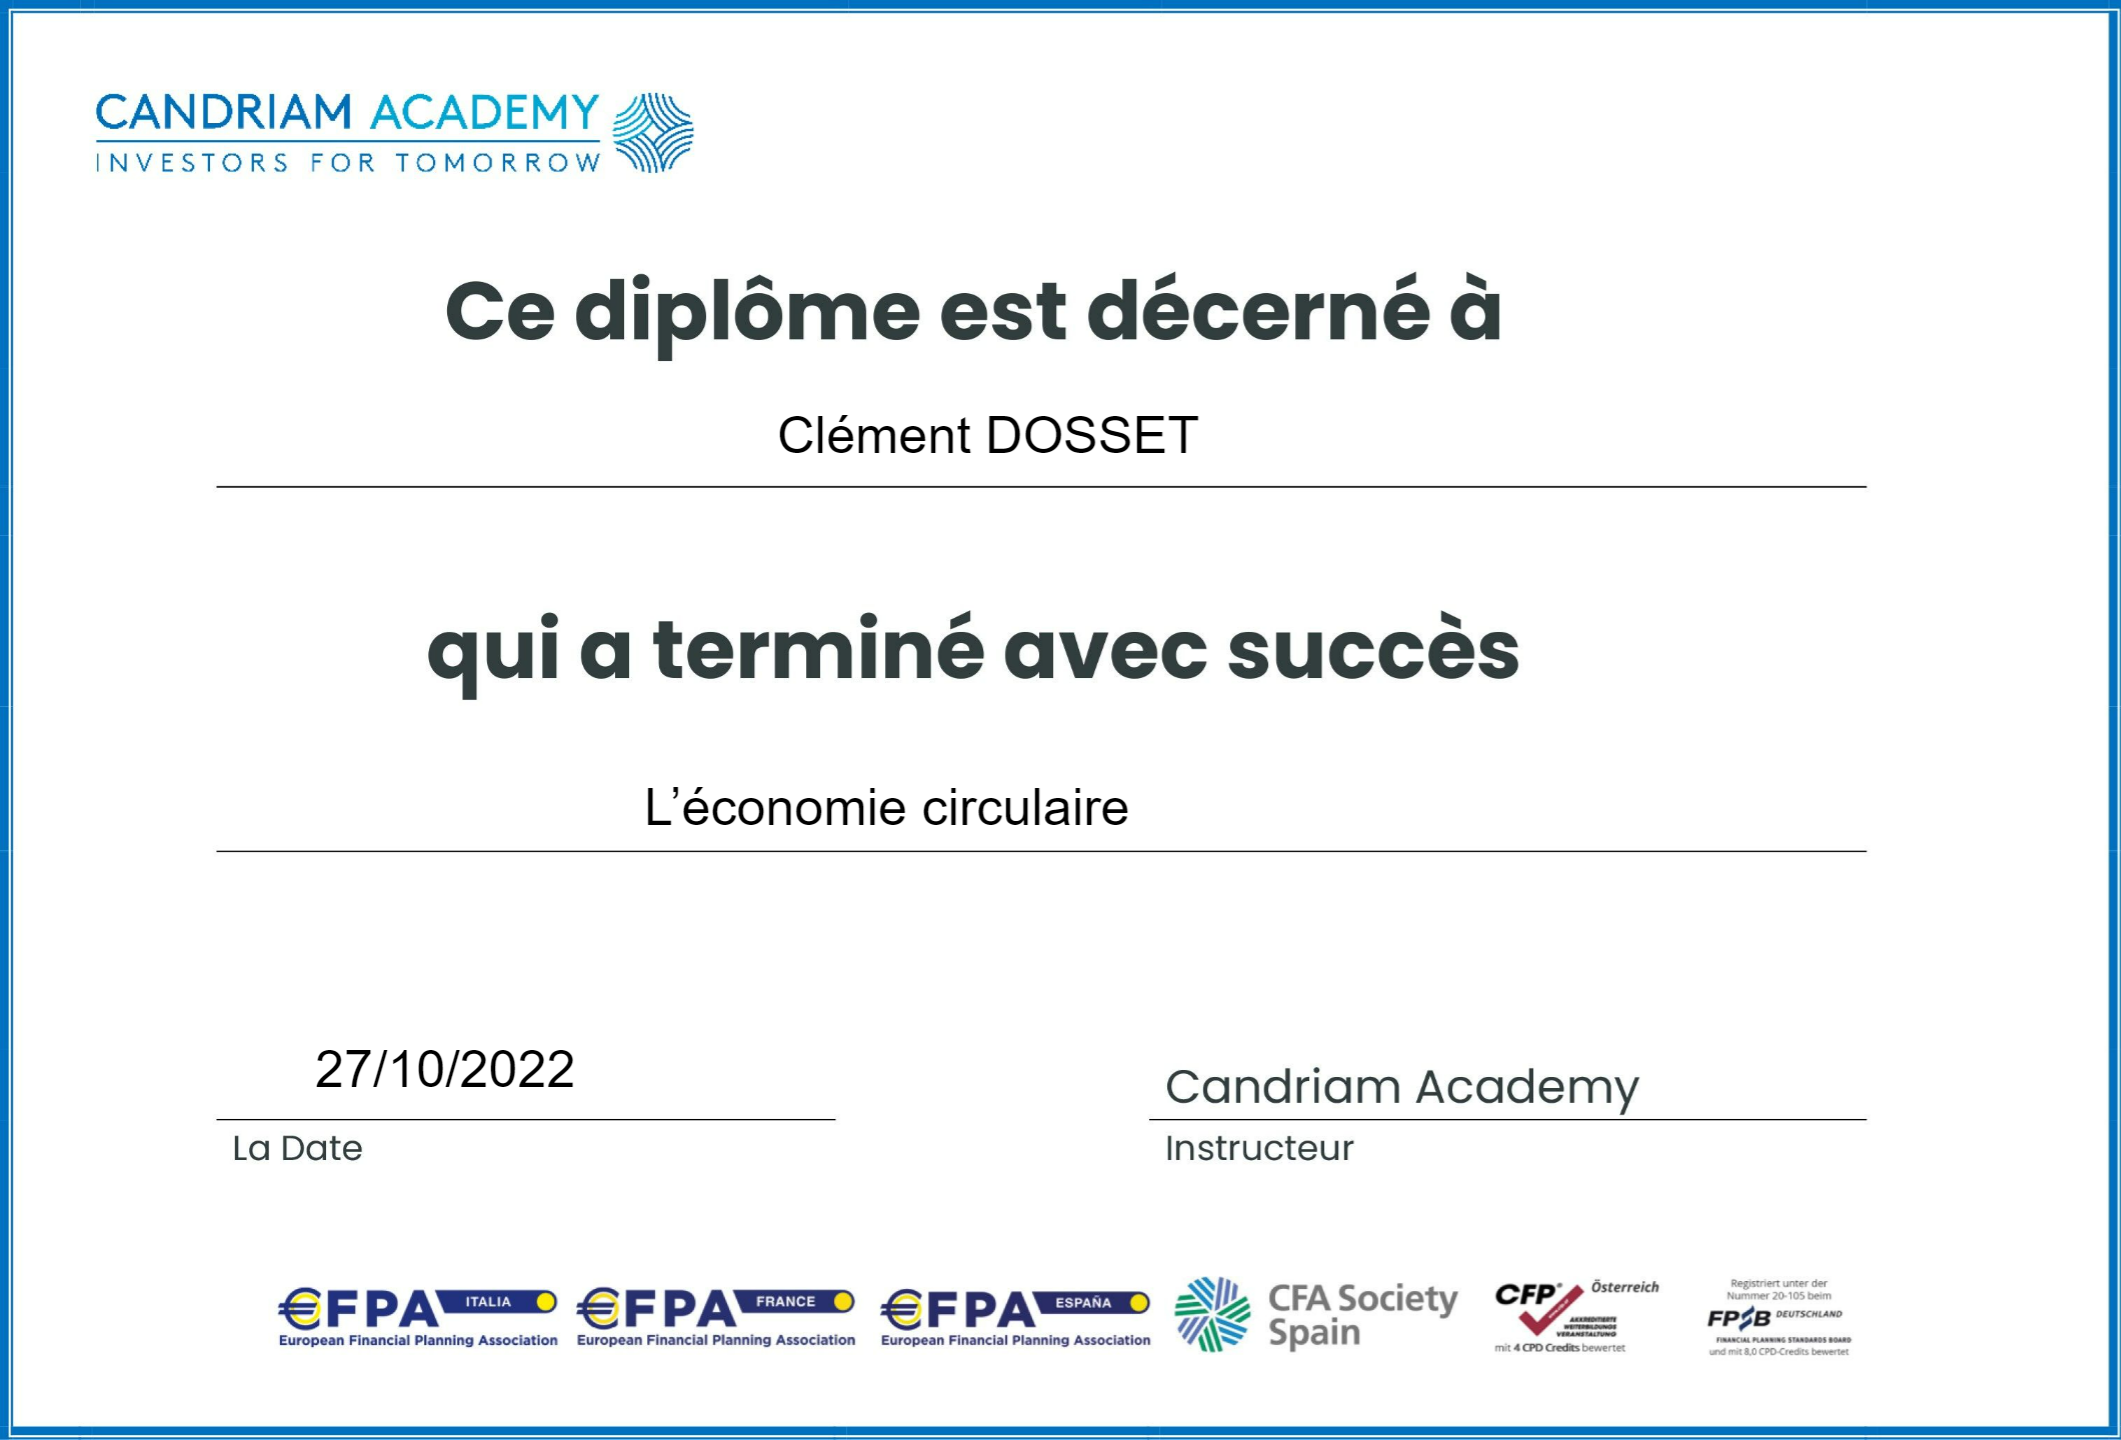 CANDRIAM ACADEMY
INVESTORS FOR TOMORROW
Ce diplôme est décerné à
Clément DOSSET
qui a terminé avec succès
L’économie circulaire
27/10/2022
La Date
Candriam Academy
Instructeur
€FPA ITALIA
European Financial Planning Association
€FPA FRANCE
European Financial Planning Association
€FPA ESPAÑA
European Financial Planning Association
CFA Society
Spain
CFP® Österreich
AKKREDITIERTE
WEITERBILDUNGS
VERANSTALTUNG
mit 4 CPD Credits bewertet
Registriert unter der
Nummer 20-105 beim
FPSB DEUTSCHLAND
FINANCIAL PLANNING STANDARDS BOARD
und mit 8,0 CPD-Credits bewertet